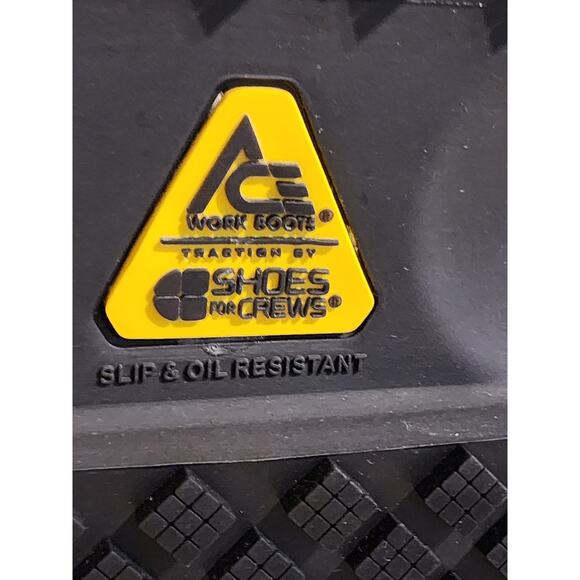 ACE
WORK BOOTS®
TRACTION BY
SHOES
FOR CREWS®
SLIP & OIL RESISTANT